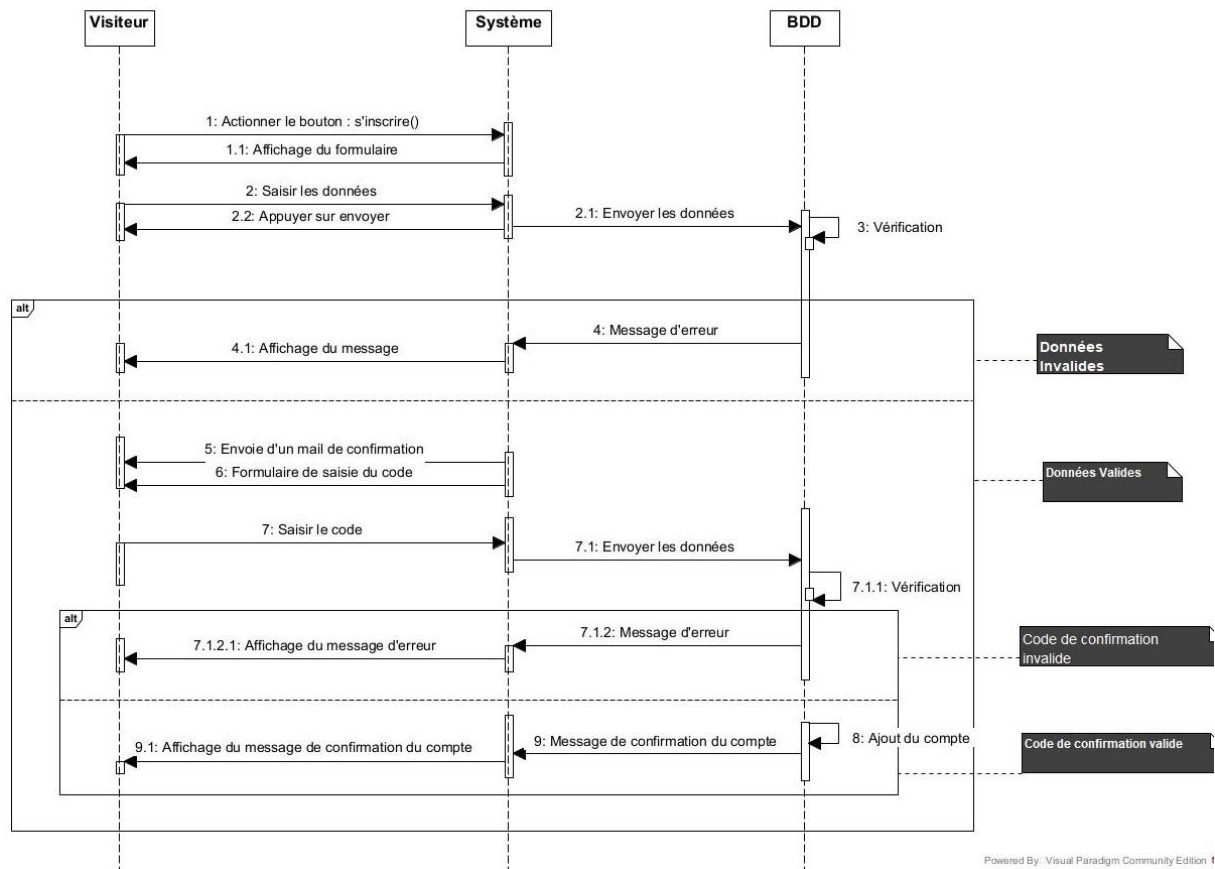 Visiteur
Système
BDD
1: Actionner le bouton : s'inscrire()
1.1: Affichage du formulaire
2: Saisir les données
2.2: Appuyer sur envoyer
2.1: Envoyer les données
3: Vérification
alt
4: Message d'erreur
4.1: Affichage du message
Données
Invalides
5: Envoie d'un mail de confirmation
6: Formulaire de saisie du code
Données Valides
7: Saisir le code
7.1: Envoyer les données
7.1.1: Vérification
alt
7.1.2: Message d'erreur
7.1.2.1: Affichage du message d'erreur
Code de confirmation
invalide
8: Ajout du compte
9: Message de confirmation du compte
9.1: Affichage du message de confirmation du compte
Code de confirmation valide
Powered By Visual Paradigm Community Edition